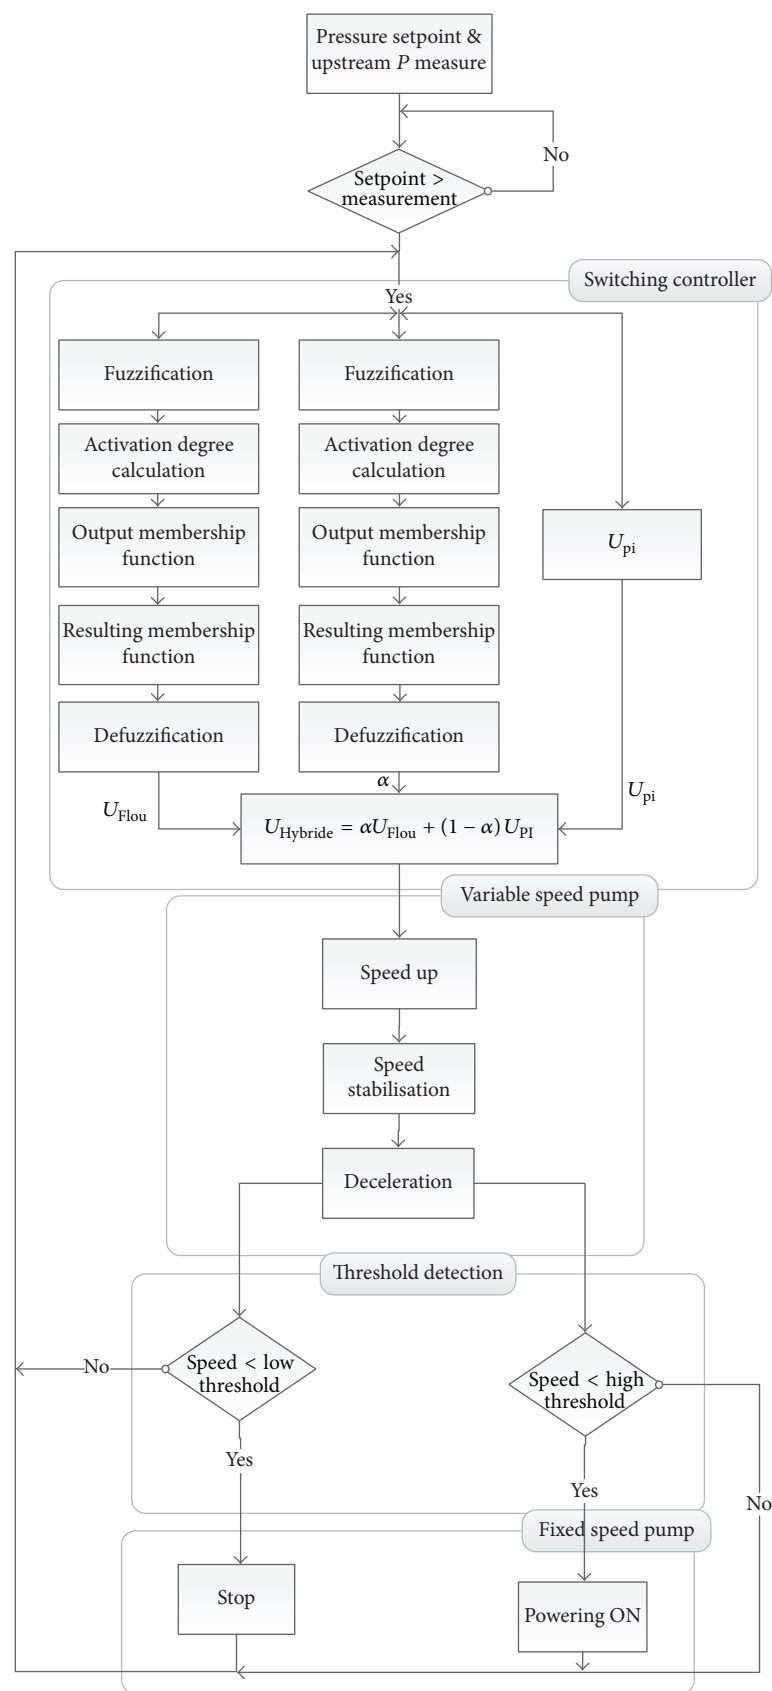 Pressure setpoint &
upstream P measure
No
Setpoint >
measurement
Switching controller
Yes
Fuzzification
Fuzzification
Activation degree
calculation
Activation degree
calculation
Output membership
function
Output membership
function
U_pi
Resulting membership
function
Resulting membership
function
Defuzzification
Defuzzification
α
U_Flou
U_pi
U_Hybride = αU_Flou + (1 − α) U_PI
Variable speed pump
Speed up
Speed
stabilisation
Deceleration
Threshold detection
No
Speed < low
threshold
Speed < high
threshold
Yes
Yes
No
Fixed speed pump
Stop
Powering ON